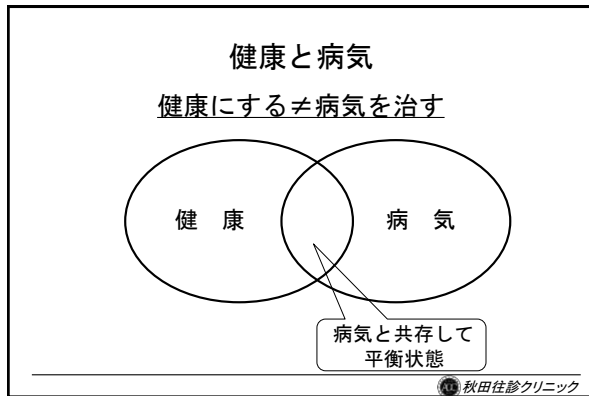 健康と病気
健康にする≠病気を治す
健　康
病　気
病気と共存して
平衡状態
秋田往診クリニック